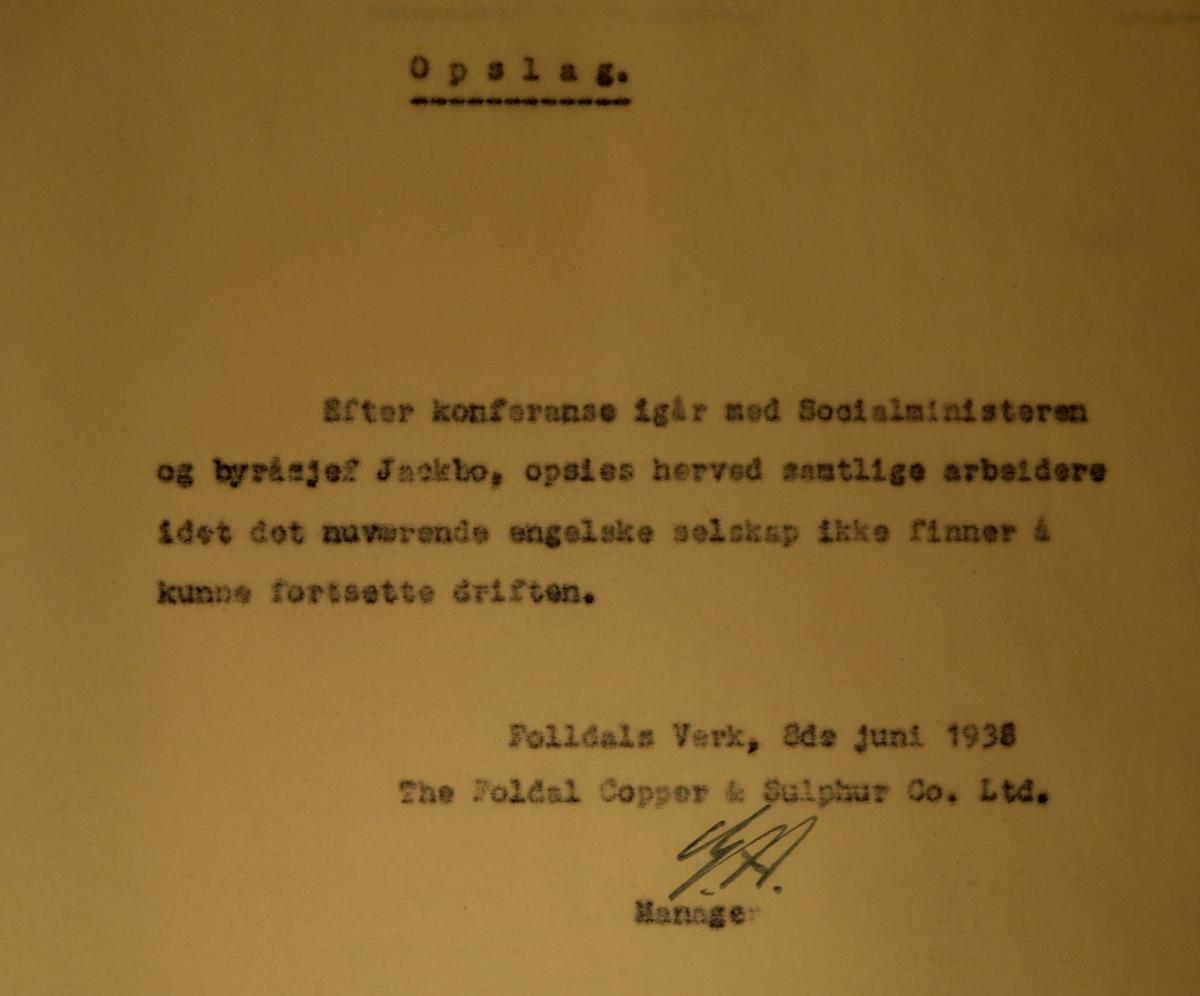 Opslag.
Efter konferanse igår med Socialministeren
og byråsjef Jackbo, opsies herved samtlige arbeidere
idet det nuværende engelske selskap ikke finner å
kunne fortsette driften.
Folldals Verk, 8de juni 1938
The Foldal Copper & Sulphur Co. Ltd.
Manager